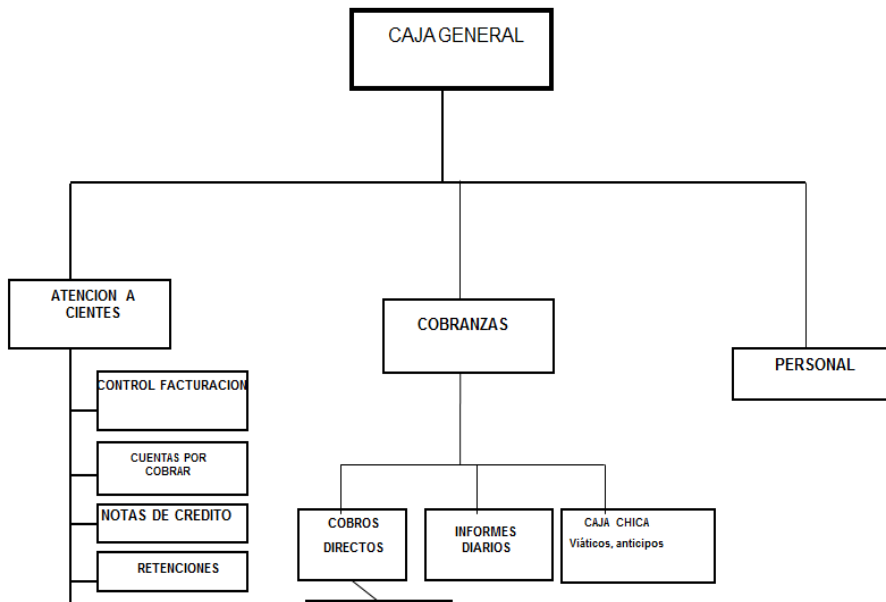 CAJA GENERAL
ATENCION A
CIENTES
COBRANZAS
PERSONAL
CONTROL FACTURACION
CUENTAS POR
COBRAR
NOTAS DE CREDITO
RETENCIONES
COBROS
DIRECTOS
INFORMES
DIARIOS
CAJA CHICA
Viáticos, anticipos